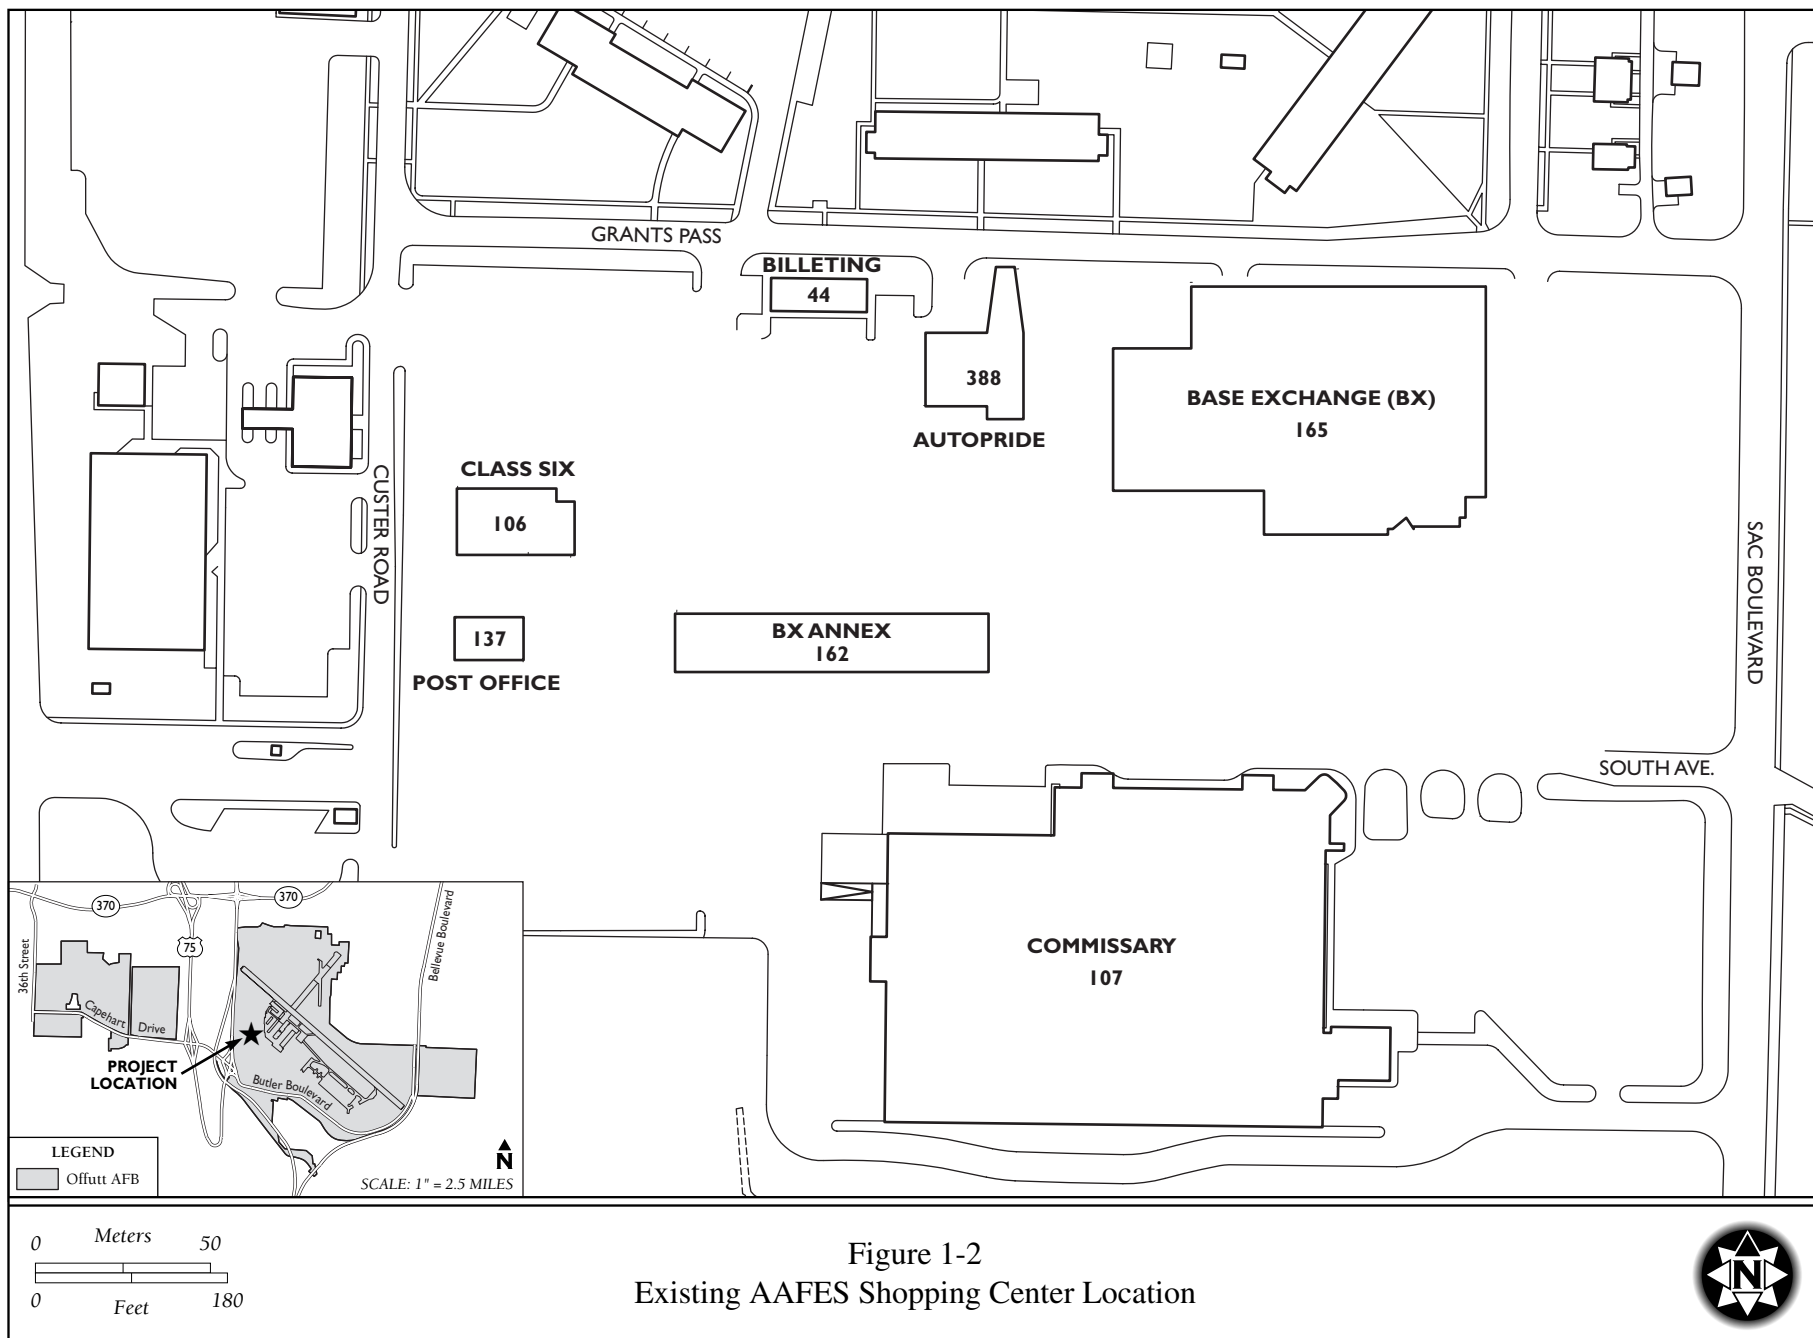 GRANTS PASS
BILLETING
44
388
AUTOPRIDE
BASE EXCHANGE (BX)
165
CLASS SIX
106
CUSTER ROAD
SAC BOULEVARD
137
POST OFFICE
BX ANNEX
162
SOUTH AVE.
COMMISSARY
107
370
370
75
36th Street
Bellevue Boulevard
Capehart Drive
PROJECT
LOCATION
Butler Boulevard
LEGEND
Offutt AFB
N
SCALE: 1" = 2.5 MILES
0 Meters 50
0 Feet 180
Figure 1-2
Existing AAFES Shopping Center Location
N